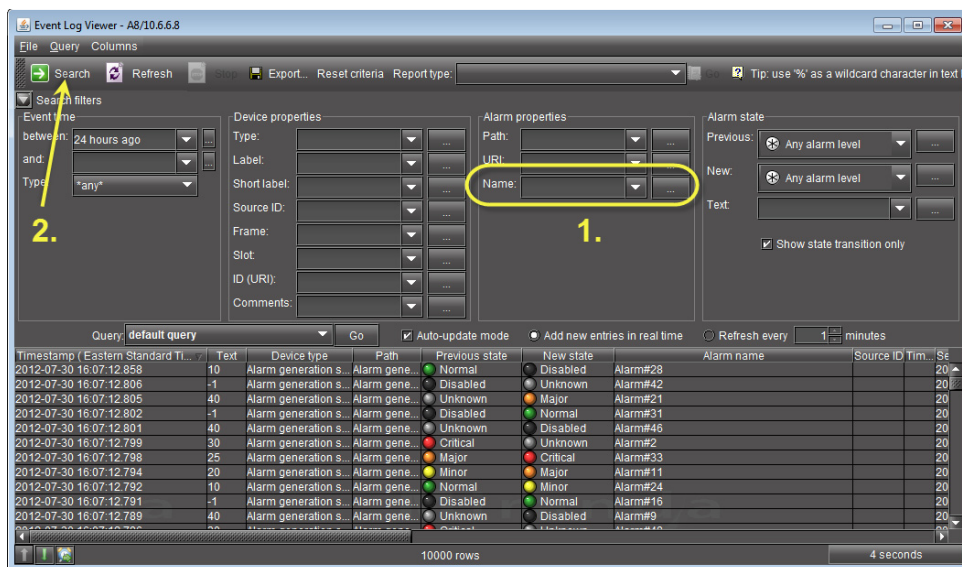 Event Log Viewer - A8/10.6.6.8
File Query Columns
Search Refresh Stop Export... Reset criteria Report type: Go Tip: use '%' as a wildcard character in text
Search filters
Event time Device properties Alarm properties Alarm state
between: 24 hours ago ... Type: ... Path: ... Previous: Any alarm level ...
and: ... Label: ... URI: ... New: Any alarm level ...
Type *any* Short label: ... Name: ... Text: ...
Source ID: ...
2. Frame: ... 1. Show state transition only
Slot: ...
ID (URI): ...
Comments: ...
Query: default query Go Auto-update mode Add new entries in real time Refresh every 1 minutes
Timestamp ( Eastern Standard Ti... Text Device type Path Previous state New state Alarm name Source ID Tim... Se
2012-07-30 16:07:12.858 10 Alarm generation s... Alarm gene... Normal Disabled Alarm#28 20
2012-07-30 16:07:12.806 -1 Alarm generation s... Alarm gene... Disabled Unknown Alarm#42 20
2012-07-30 16:07:12.805 40 Alarm generation s... Alarm gene... Unknown Major Alarm#21 20
2012-07-30 16:07:12.802 -1 Alarm generation s... Alarm gene... Disabled Normal Alarm#31 20
2012-07-30 16:07:12.801 40 Alarm generation s... Alarm gene... Unknown Disabled Alarm#46 20
2012-07-30 16:07:12.799 30 Alarm generation s... Alarm gene... Critical Unknown Alarm#2 20
2012-07-30 16:07:12.798 25 Alarm generation s... Alarm gene... Major Critical Alarm#33 20
2012-07-30 16:07:12.794 20 Alarm generation s... Alarm gene... Minor Major Alarm#11 20
2012-07-30 16:07:12.792 10 Alarm generation s... Alarm gene... Normal Minor Alarm#24 20
2012-07-30 16:07:12.791 -1 Alarm generation s... Alarm gene... Disabled Normal Alarm#16 20
2012-07-30 16:07:12.789 40 Alarm generation s... Alarm gene... Unknown Disabled Alarm#9 20
10000 rows 4 seconds